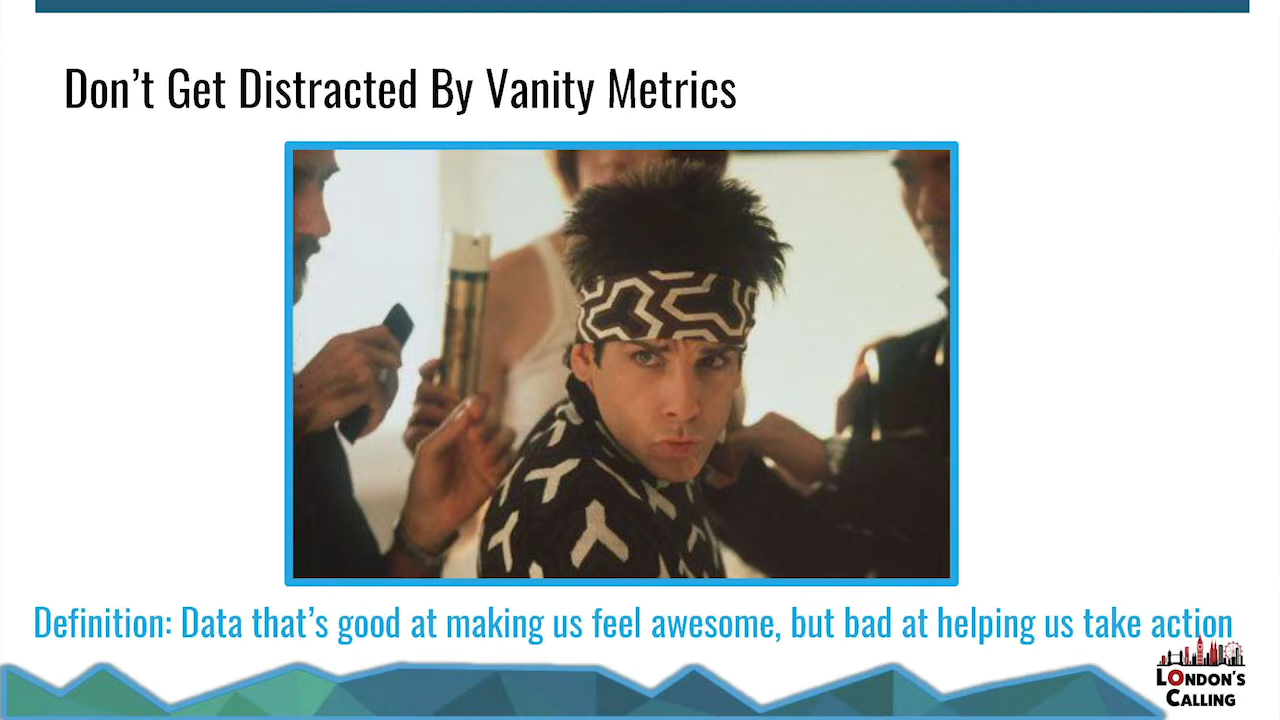 Don’t Get Distracted By Vanity Metrics
Definition: Data that’s good at making us feel awesome, but bad at helping us take action
LONDON'S
CALLING